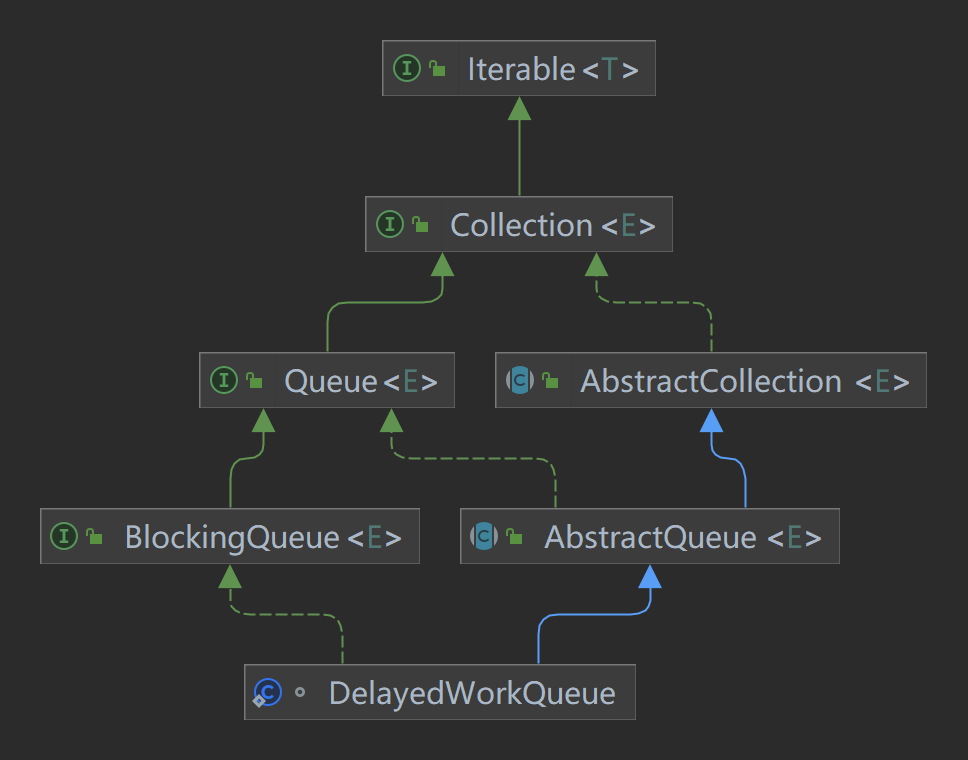 Iterable<T>
Collection<E>
Queue<E>
AbstractCollection <E>
BlockingQueue<E>
AbstractQueue <E>
DelayedWorkQueue